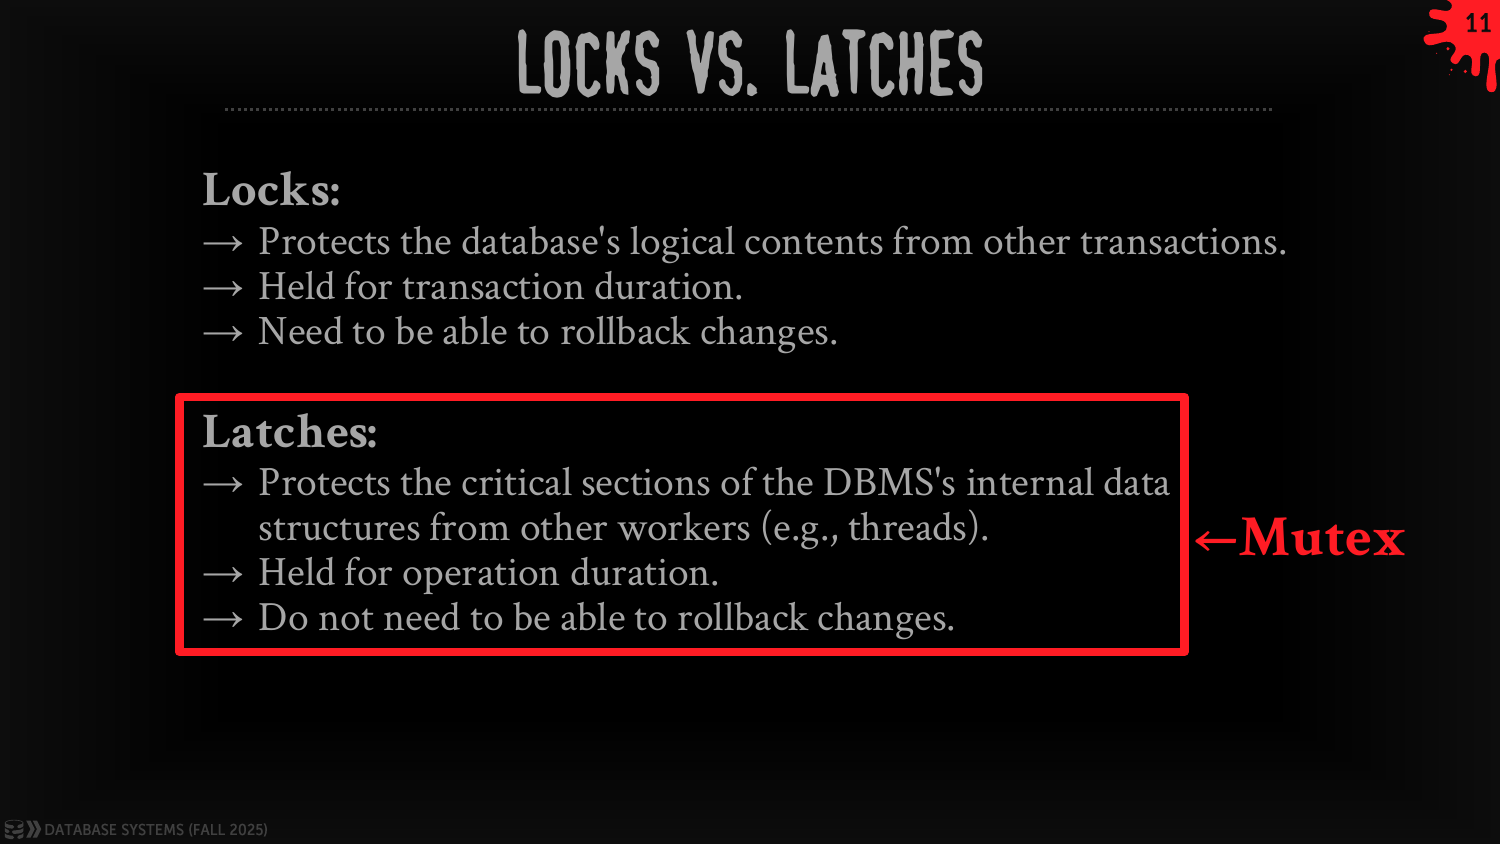 11
LOCKS VS. LATCHES
Locks:
→ Protects the database's logical contents from other transactions.
→ Held for transaction duration.
→ Need to be able to rollback changes.
Latches:
→ Protects the critical sections of the DBMS's internal data
structures from other workers (e.g., threads).
→ Held for operation duration.
→ Do not need to be able to rollback changes.
←Mutex
DATABASE SYSTEMS (FALL 2025)